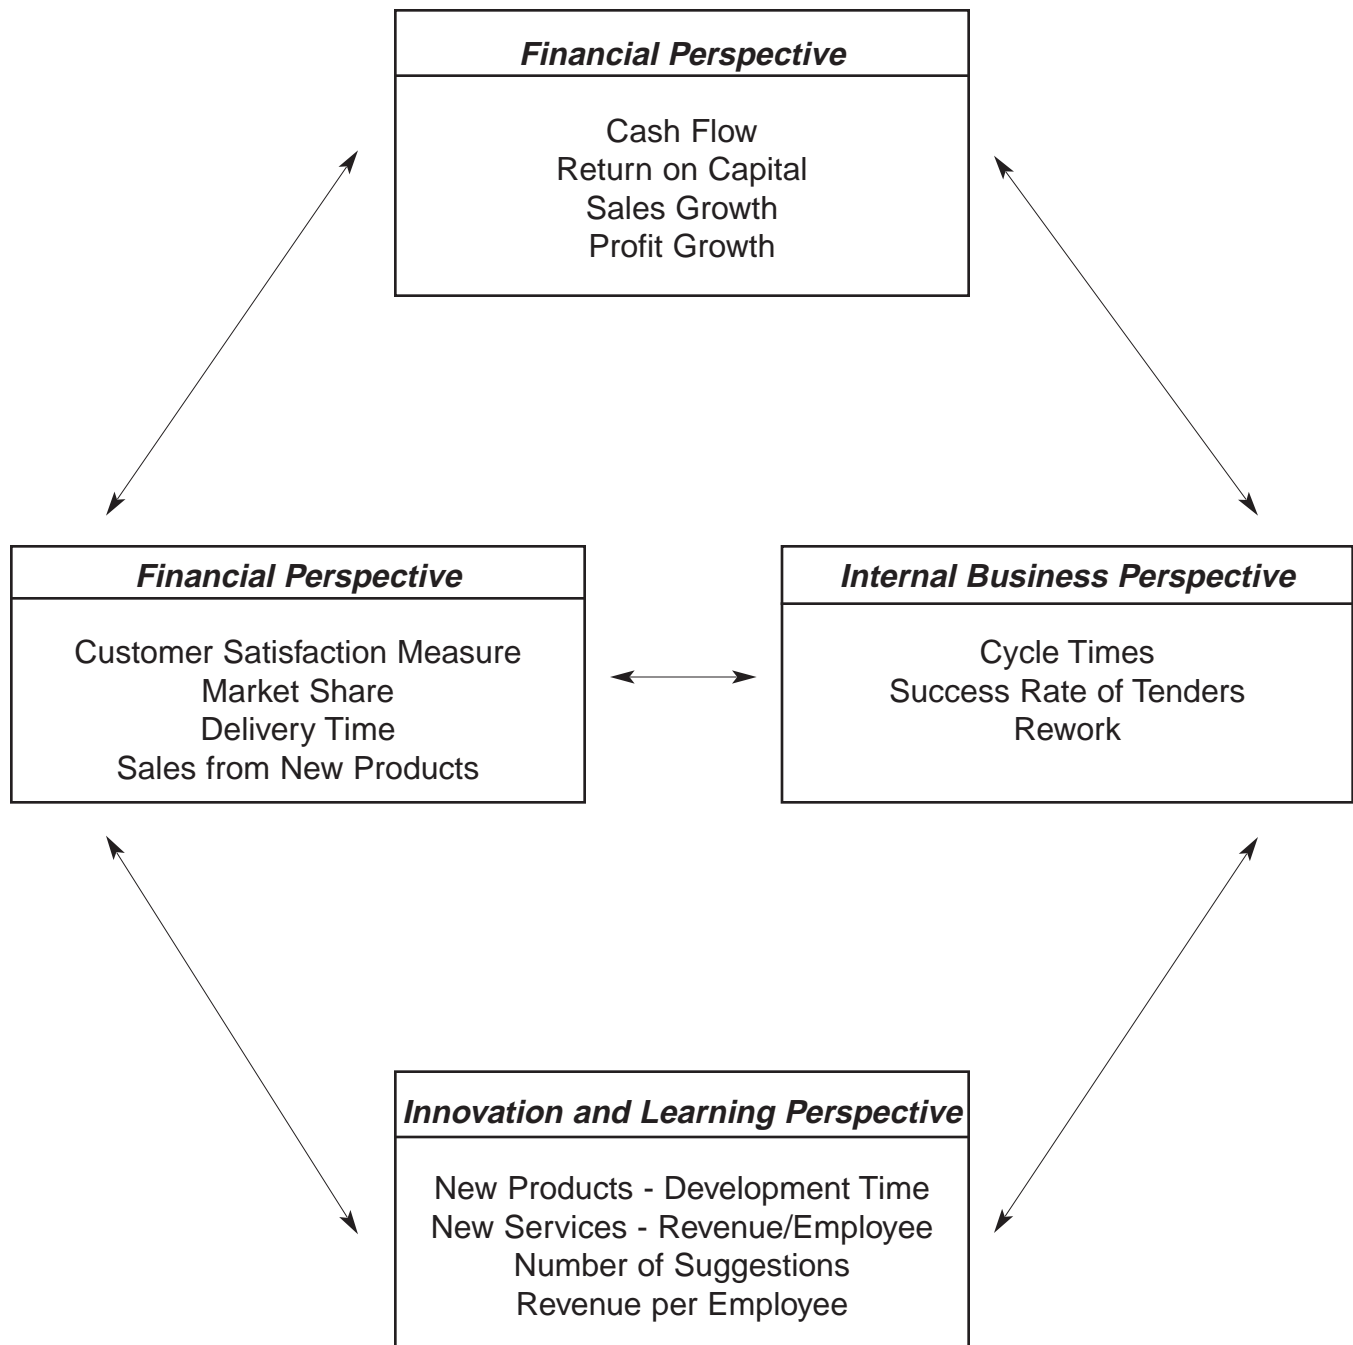 Financial Perspective
Cash Flow
Return on Capital
Sales Growth
Profit Growth
Financial Perspective
Customer Satisfaction Measure
Market Share
Delivery Time
Sales from New Products
Internal Business Perspective
Cycle Times
Success Rate of Tenders
Rework
Innovation and Learning Perspective
New Products - Development Time
New Services - Revenue/Employee
Number of Suggestions
Revenue per Employee